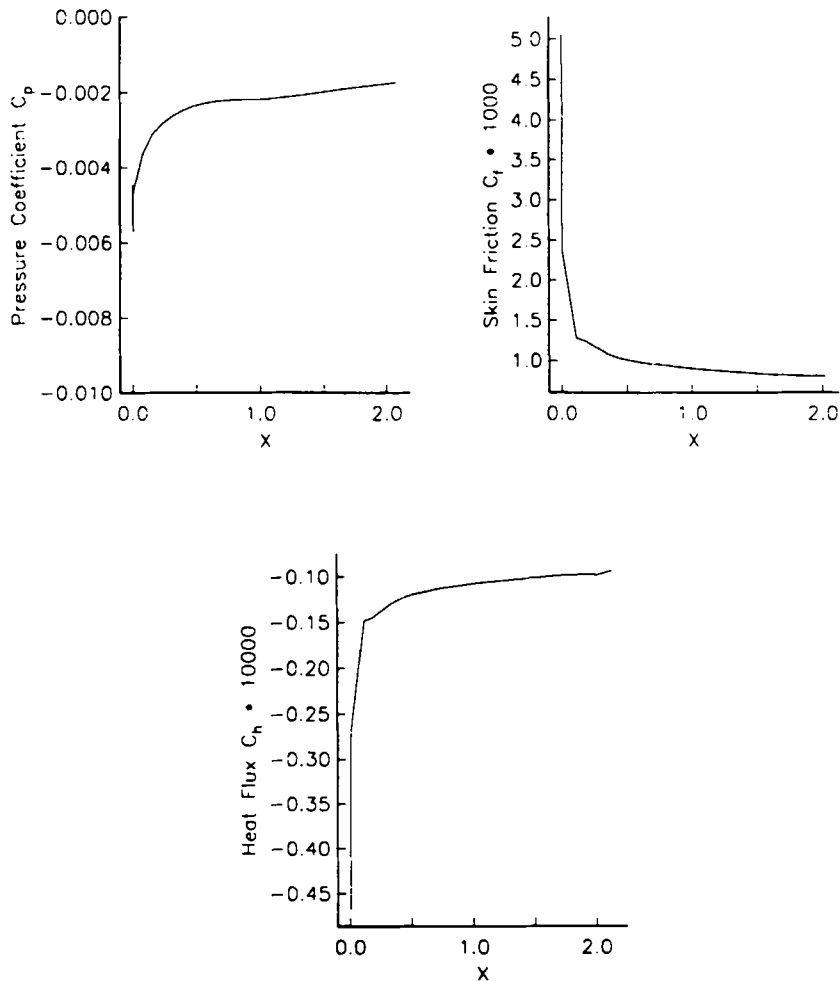 0.000
-0.002
-0.004
-0.006
-0.008
-0.010
Pressure Coefficient Cp
0.0 1.0 2.0
X
5.0
4.5
4.0
3.5
3.0
2.5
2.0
1.5
1.0
Skin Friction Cf • 1000
0.0 1.0 2.0
X
-0.10
-0.15
-0.20
-0.25
-0.30
-0.35
-0.40
-0.45
Heat Flux Ch • 10000
0.0 1.0 2.0
X